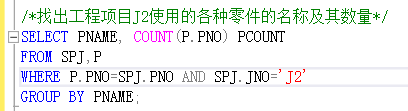 /*找出工程项目J2使用的各种零件的名称及其数量*/
SELECT PNAME, COUNT(P.PNO) PCOUNT
FROM SPJ,P
WHERE P.PNO=SPJ.PNO AND SPJ.JNO='J2'
GROUP BY PNAME;